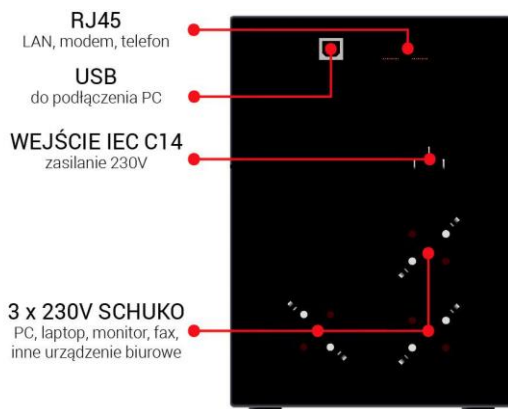 RJ45
LAN, modem, telefon
USB
do podłączenia PC
WEJŚCIE IEC C14
zasilanie 230V
3 x 230V SCHUKO
PC, laptop, monitor, fax,
inne urządzenie biurowe